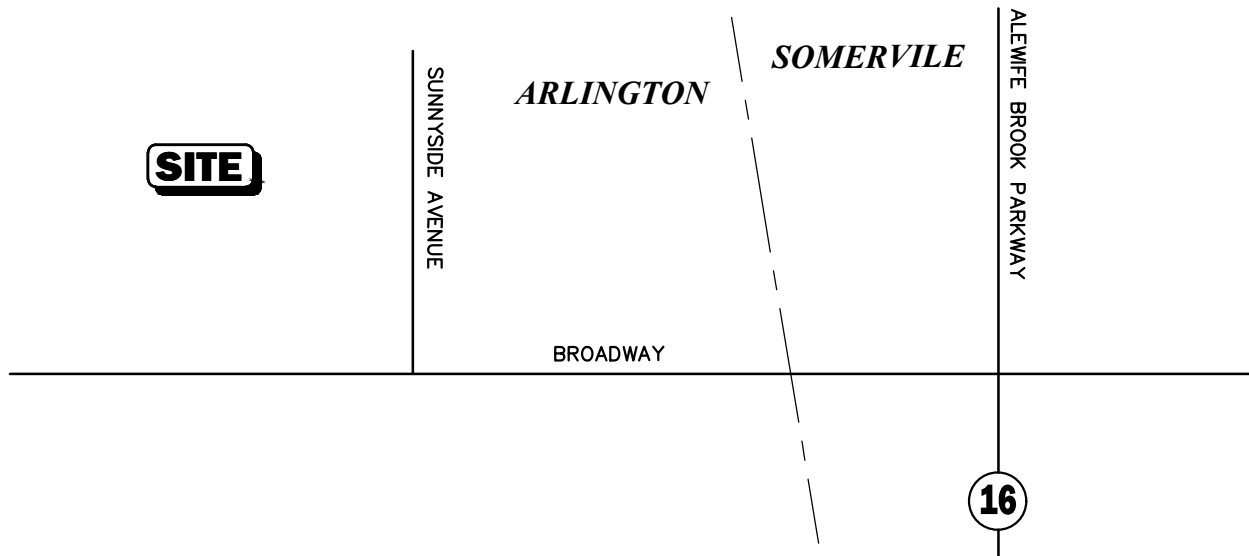 SITE
SUNNYSIDE AVENUE
ARLINGTON
SOMERVILE
ALEWIFE BROOK PARKWAY
BROADWAY
16